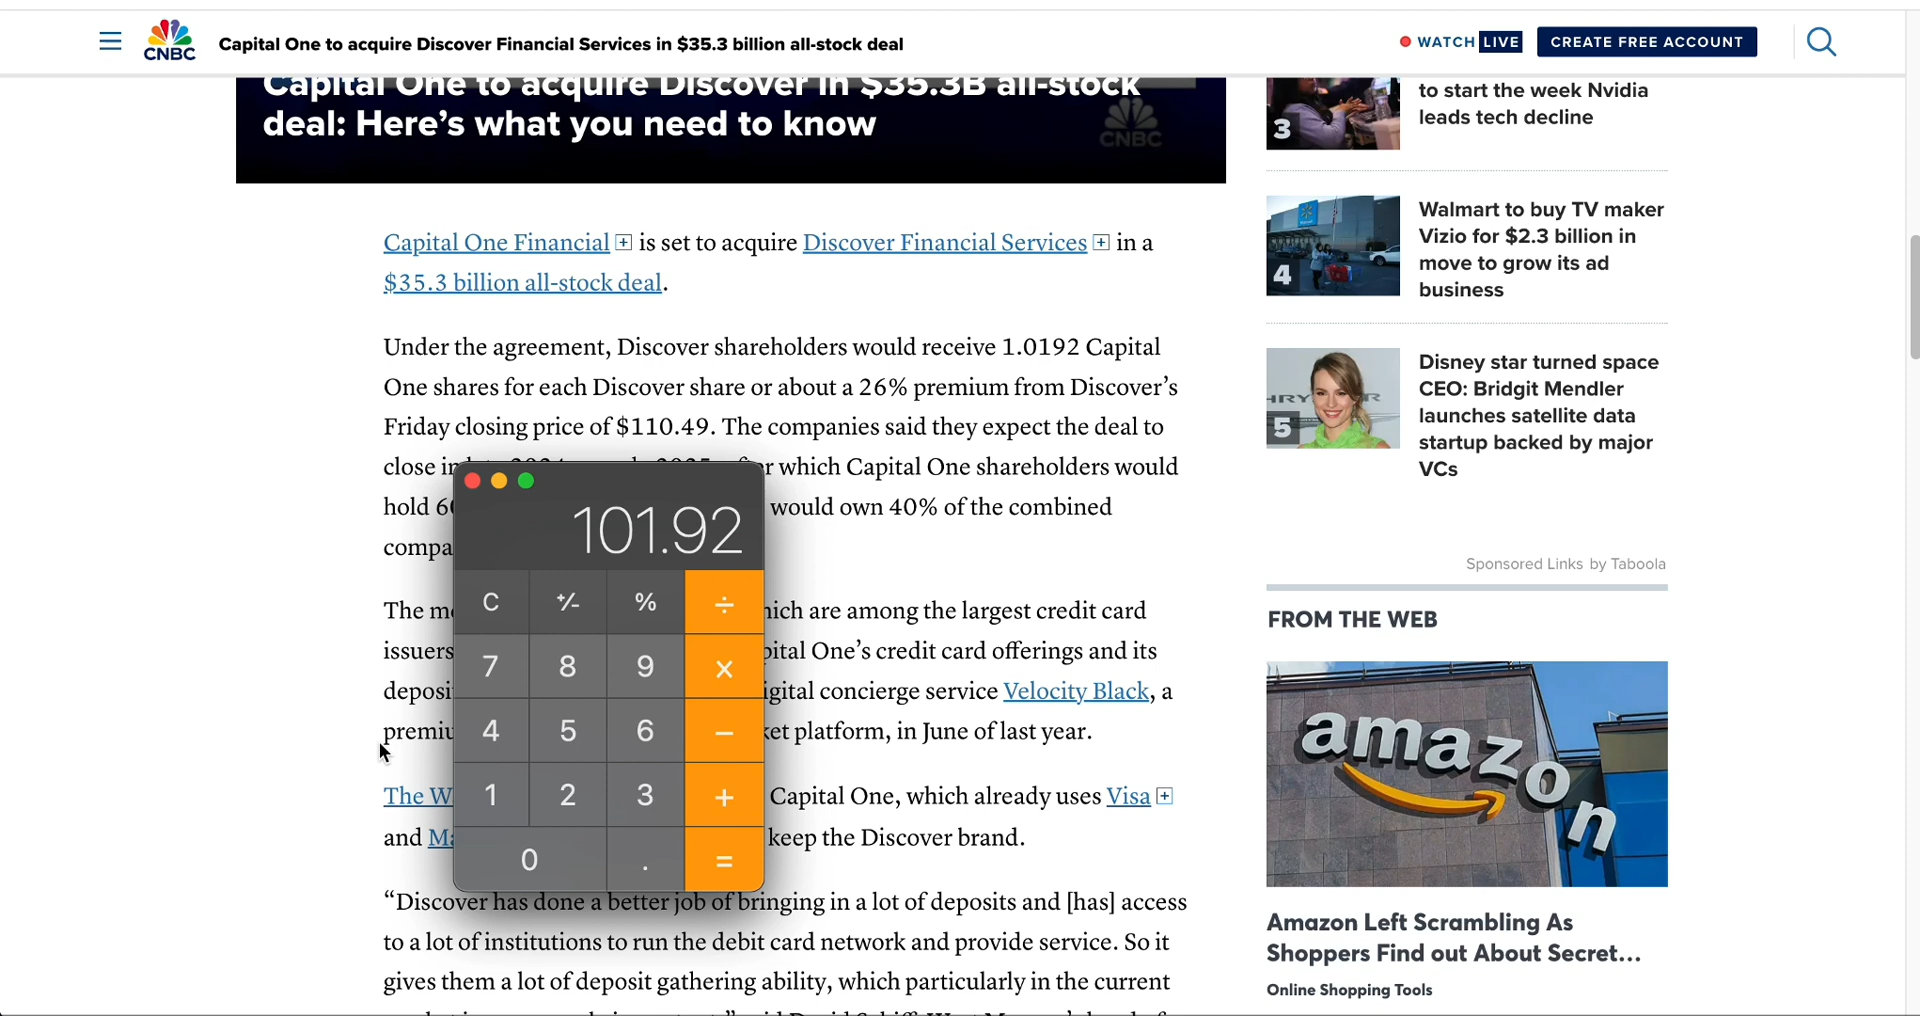 CNBC
Capital One to acquire Discover Financial Services in $35.3 billion all-stock deal
WATCH LIVE
CREATE FREE ACCOUNT
Capital One to acquire Discover in $35.3B all-stock
deal: Here's what you need to know
CNBC
Capital One Financial is set to acquire Discover Financial Services in a
$35.3 billion all-stock deal.
Under the agreement, Discover shareholders would receive 1.0192 Capital
One shares for each Discover share or about a 26% premium from Discover's
Friday closing price of $110.49. The companies said they expect the deal to
close which Capital One shareholders would
hold would own 40% of the combined
The are among the largest credit card
issuers One's credit card offerings and its
concierge service Velocity Black, a
platform, in June of last year.
The Capital One, which already uses Visa
and keep the Discover brand.
“Discover has done a better job of bringing in a lot of deposits and [has] access
to a lot of institutions to run the debit card network and provide service. So it
gives them a lot of deposit gathering ability, which particularly in the current
101.92
C +/- % ÷
7 8 9 ×
4 5 6 −
1 2 3 +
0 . =
3
to start the week Nvidia
leads tech decline
4
Walmart to buy TV maker
Vizio for $2.3 billion in
move to grow its ad
business
5
Disney star turned space
CEO: Bridgit Mendler
launches satellite data
startup backed by major
VCs
Sponsored Links by Taboola
FROM THE WEB
amazon
Amazon Left Scrambling As
Shoppers Find out About Secret...
Online Shopping Tools